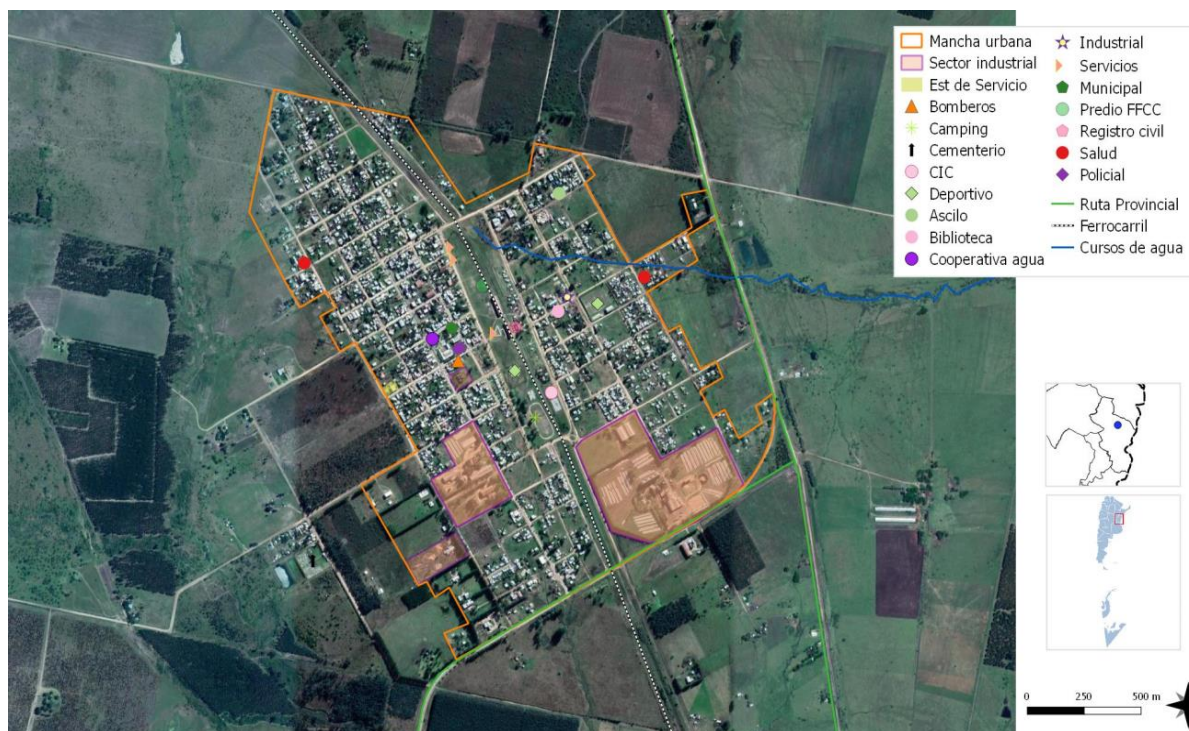 Mancha urbana
Sector industrial
Est de Servicio
Bomberos
Camping
Cementerio
CIC
Deportivo
Ascilo
Biblioteca
Cooperativa agua
Industrial
Servicios
Municipal
Predio FFCC
Registro civil
Salud
Policial
Ruta Provincial
Ferrocarril
Cursos de agua
0 250 500 m